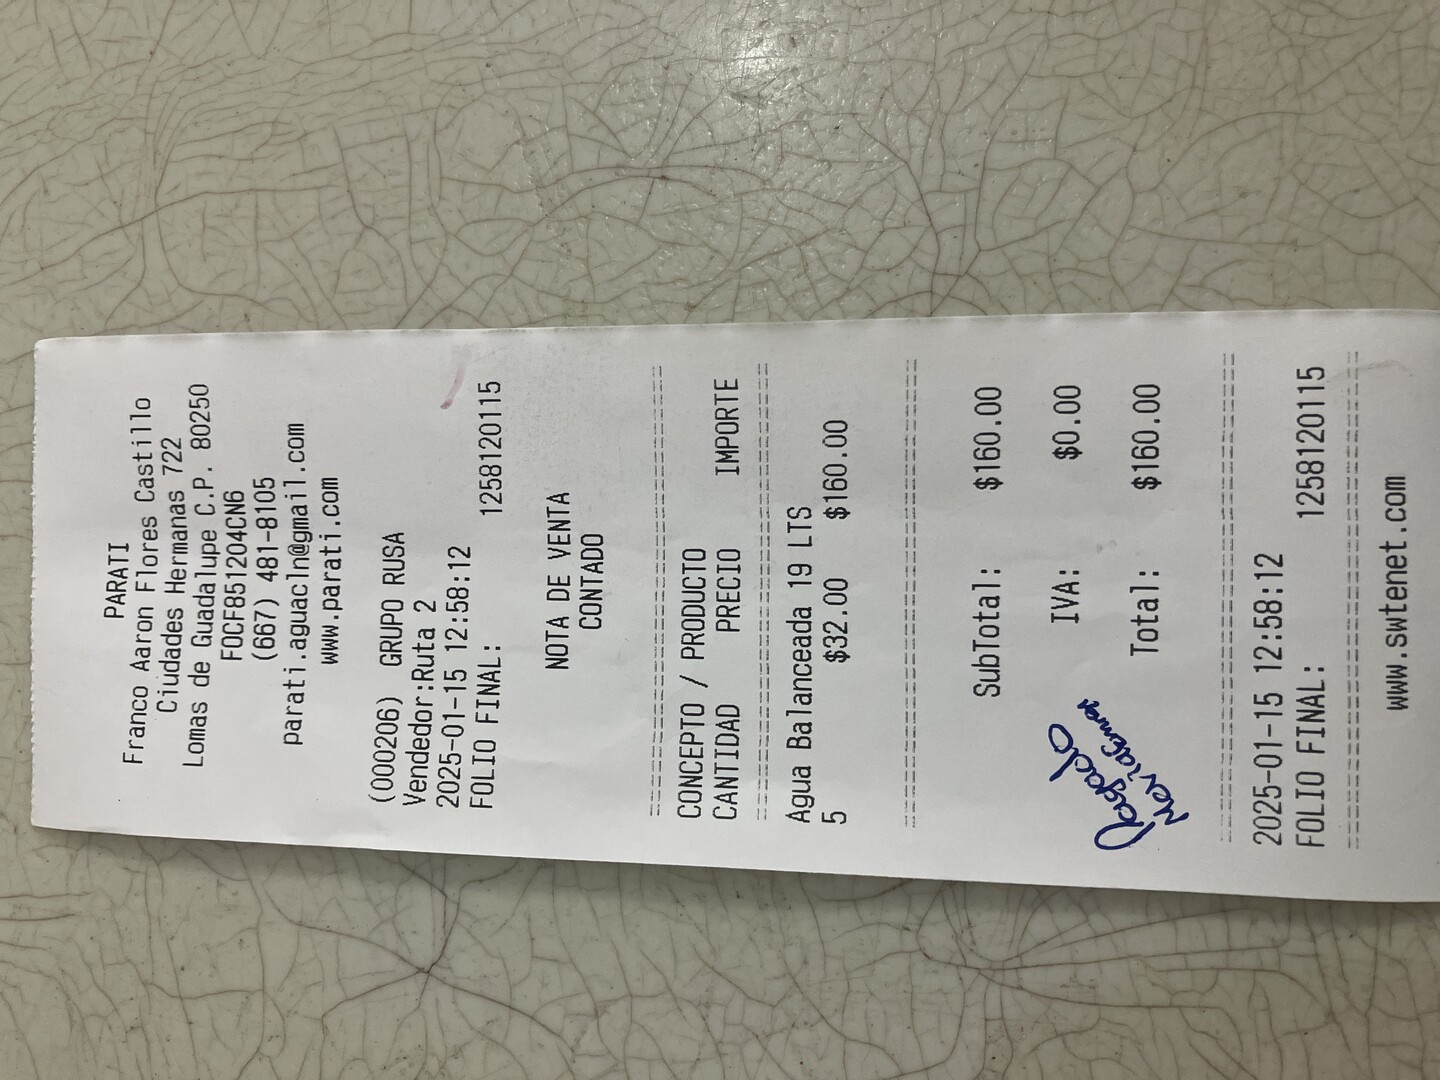 PARATI
Franco Aaron Flores Castillo
Ciudades Hermanas 722
Lomas de Guadalupe C.P. 80250
FOCF851204CN6
(667) 481-8105
parati.aguacln@gmail.com
www.parati.com
(000206) GRUPO RUSA
Vendedor:Ruta 2
2025-01-15 12:58:12
FOLIO FINAL: 1258120115
NOTA DE VENTA
CONTADO
CONCEPTO / PRODUCTO
CANTIDAD PRECIO IMPORTE
Agua Balanceada 19 LTS
5 $32.00 $160.00
SubTotal: $160.00
IVA: $0.00
Total: $160.00
Pagado
2025-01-15 12:58:12
FOLIO FINAL: 1258120115
www.swtenet.com